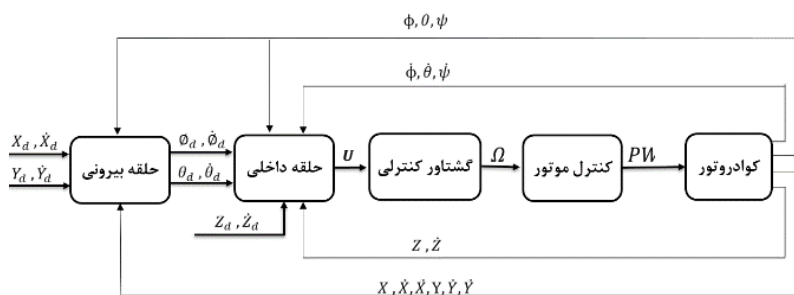 ϕ, θ, ψ
ϕ̇, θ̇, ψ̇
X_d , Ẋ_d
Y_d , Ẏ_d
حلقه بیرونی
∅_d , ∅̇_d
θ_d , θ̇_d
حلقه داخلی
U
گشتاور کنترلی
Ω
کنترل موتور
PW
کوادروتور
Z_d , Ż_d
Z , Ż
X , Ẋ, Ẋ, Y, Ẏ, Ẏ